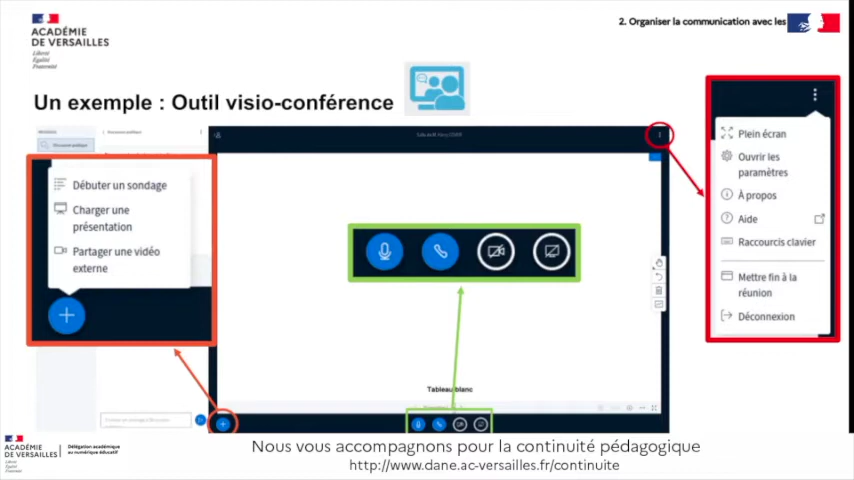 ACADÉMIE
DE VERSAILLES
Liberté
Égalité
Fraternité
2. Organiser la communication avec les
Un exemple : Outil visio-conférence
Débuter un sondage
Charger une
présentation
Partager une vidéo
externe
Plein écran
Ouvrir les
paramètres
À propos
Aide
Raccourcis clavier
Mettre fin à la
réunion
Déconnexion
Tableau blanc
ACADÉMIE
DE VERSAILLES
Liberté
Égalité
Fraternité
Délégation académique
au numérique éducatif
Nous vous accompagnons pour la continuité pédagogique
http://www.dane.ac-versailles.fr/continuite